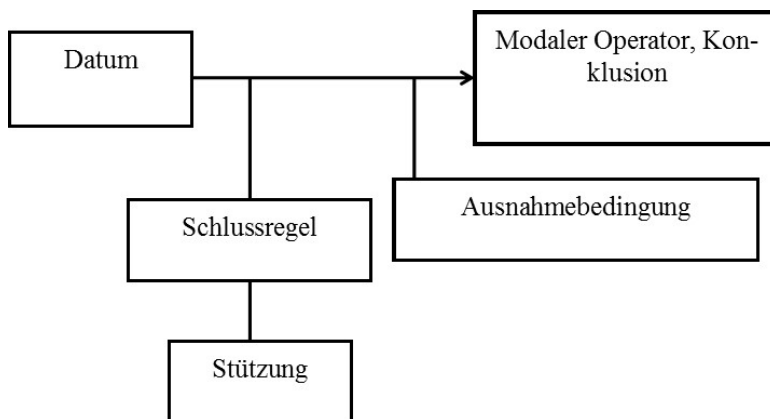 Datum
Modaler Operator, Kon-
klusion
Schlussregel
Ausnahmebedingung
Stützung